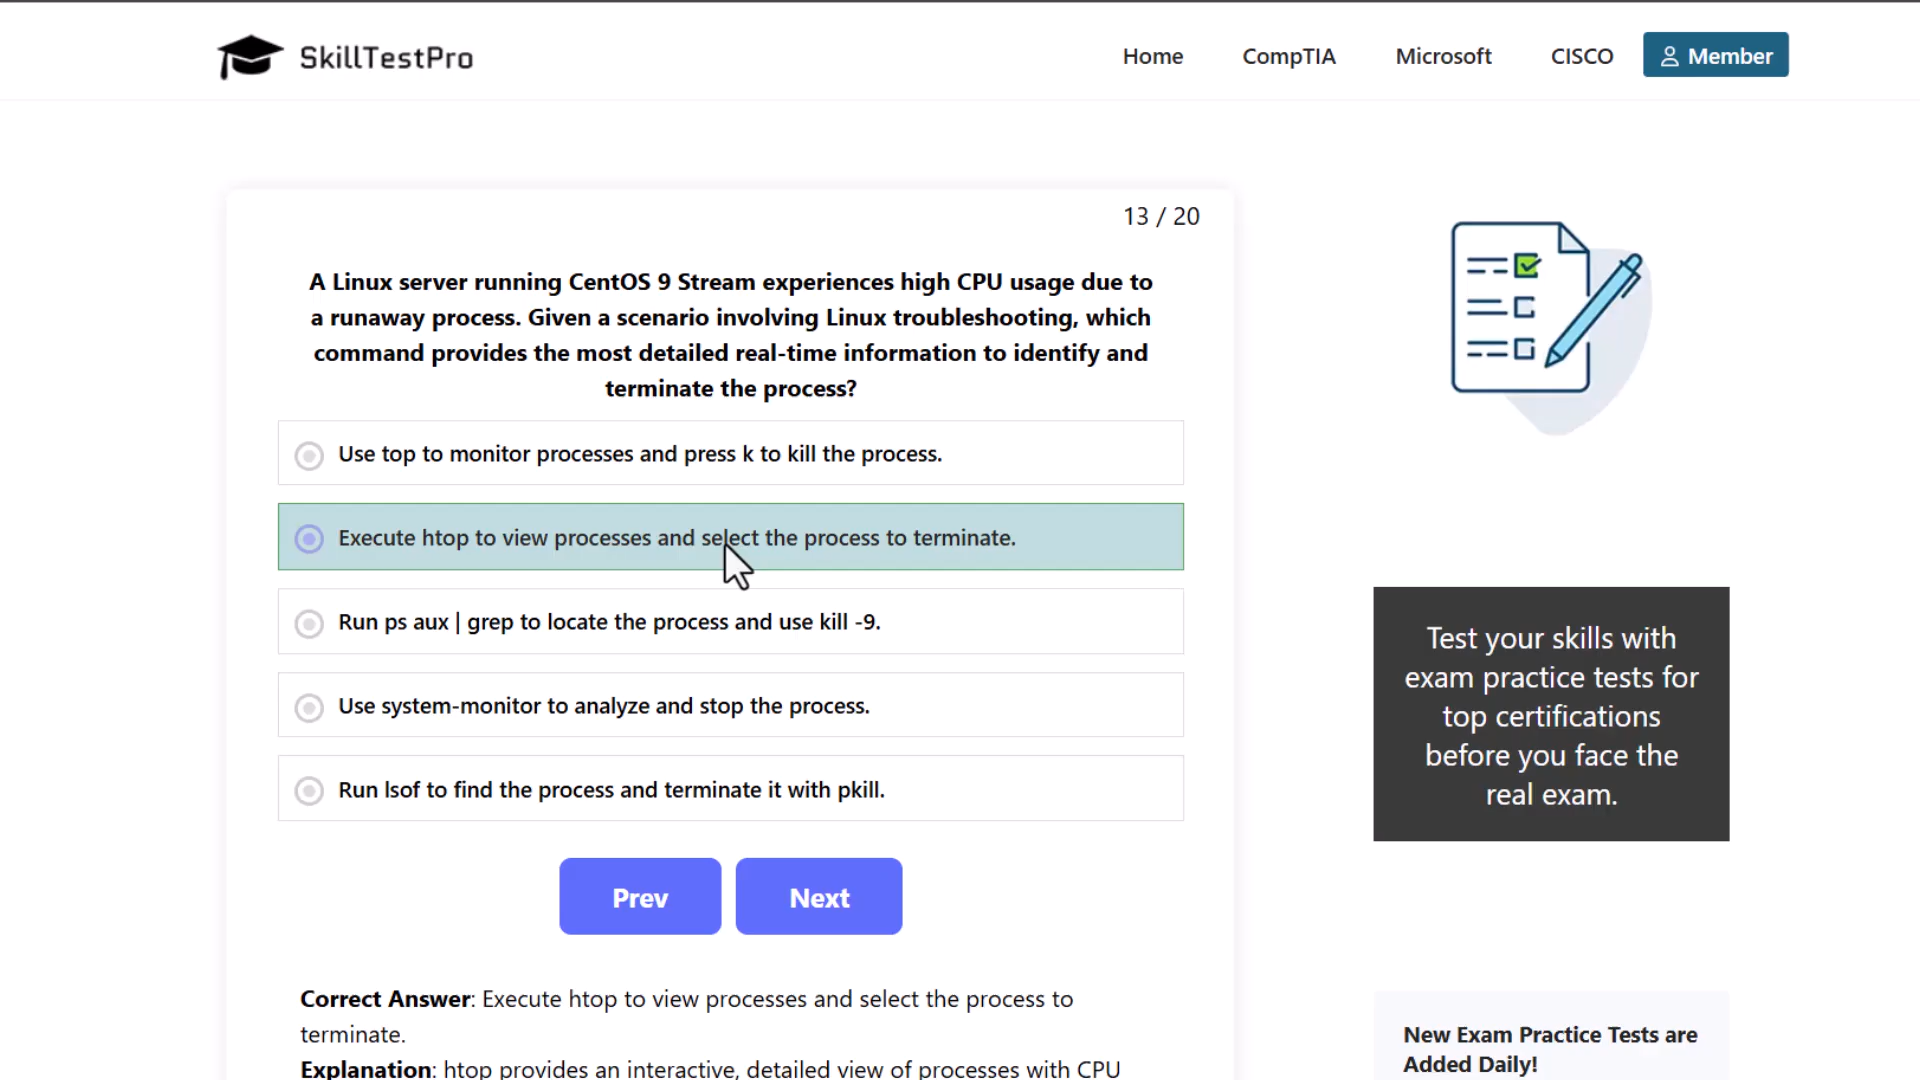 SkillTestPro
Home
CompTIA
Microsoft
CISCO
Member
13 / 20
A Linux server running CentOS 9 Stream experiences high CPU usage due to
a runaway process. Given a scenario involving Linux troubleshooting, which
command provides the most detailed real-time information to identify and
terminate the process?
Use top to monitor processes and press k to kill the process.
Execute htop to view processes and select the process to terminate.
Run ps aux | grep to locate the process and use kill -9.
Use system-monitor to analyze and stop the process.
Run lsof to find the process and terminate it with pkill.
Prev
Next
Correct Answer: Execute htop to view processes and select the process to
terminate.
Explanation: htop provides an interactive, detailed view of processes with CPU
Test your skills with
exam practice tests for
top certifications
before you face the
real exam.
New Exam Practice Tests are
Added Daily!